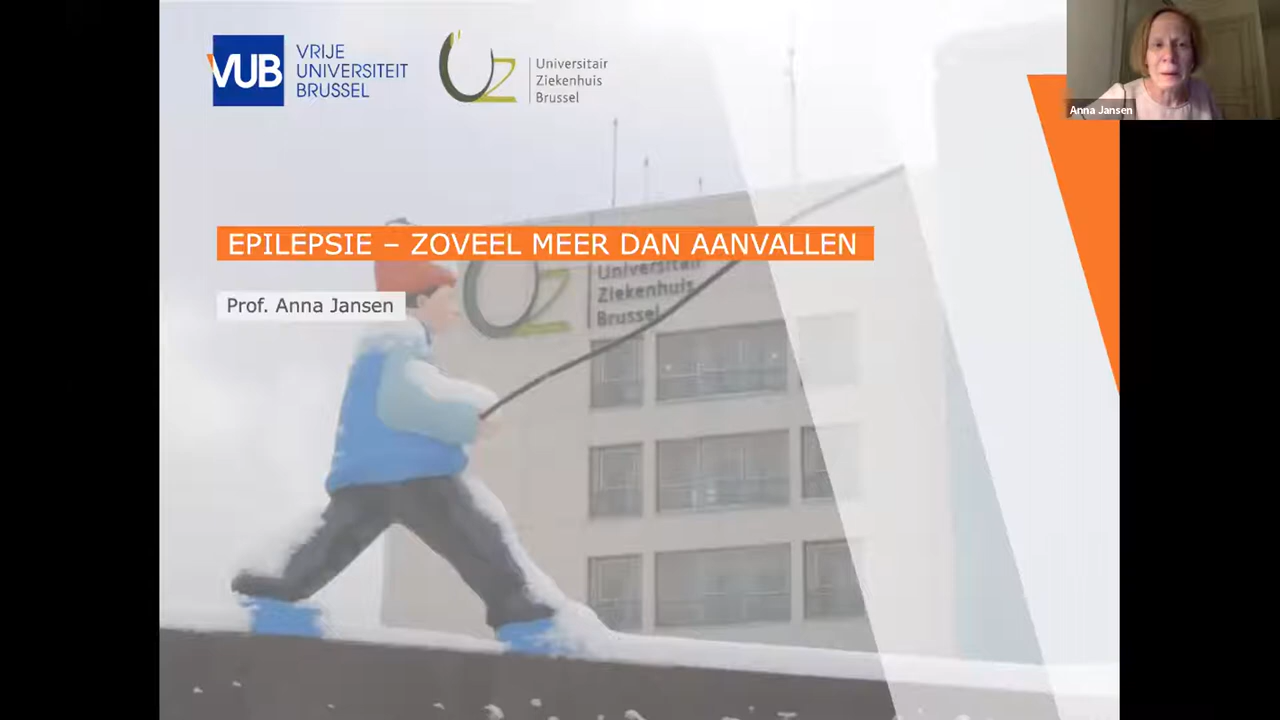 VUB
VRIJE
UNIVERSITEIT
BRUSSEL
UZ
Universitair
Ziekenhuis
Brussel
Anna Jansen
EPILEPSIE – ZOVEEL MEER DAN AANVALLEN
Universitair
Ziekenhuis
Brussel
Prof. Anna Jansen